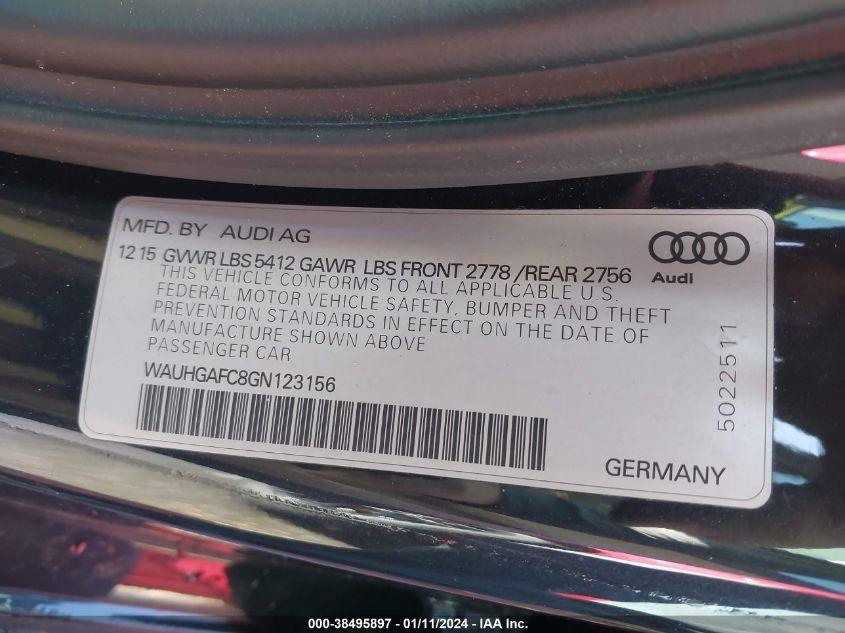 MFD. BY AUDI AG
12 15 GVWR LBS 5412 GAWR LBS FRONT 2778 /REAR 2756
Audi
THIS VEHICLE CONFORMS TO ALL APPLICABLE U.S.
FEDERAL MOTOR VEHICLE SAFETY, BUMPER AND THEFT
PREVENTION STANDARDS IN EFFECT ON THE DATE OF
MANUFACTURE SHOWN ABOVE
PASSENGER CAR
WAUHGAFC8GN123156
5022511
GERMANY
000-38495897 - 01/11/2024 - IAA Inc.